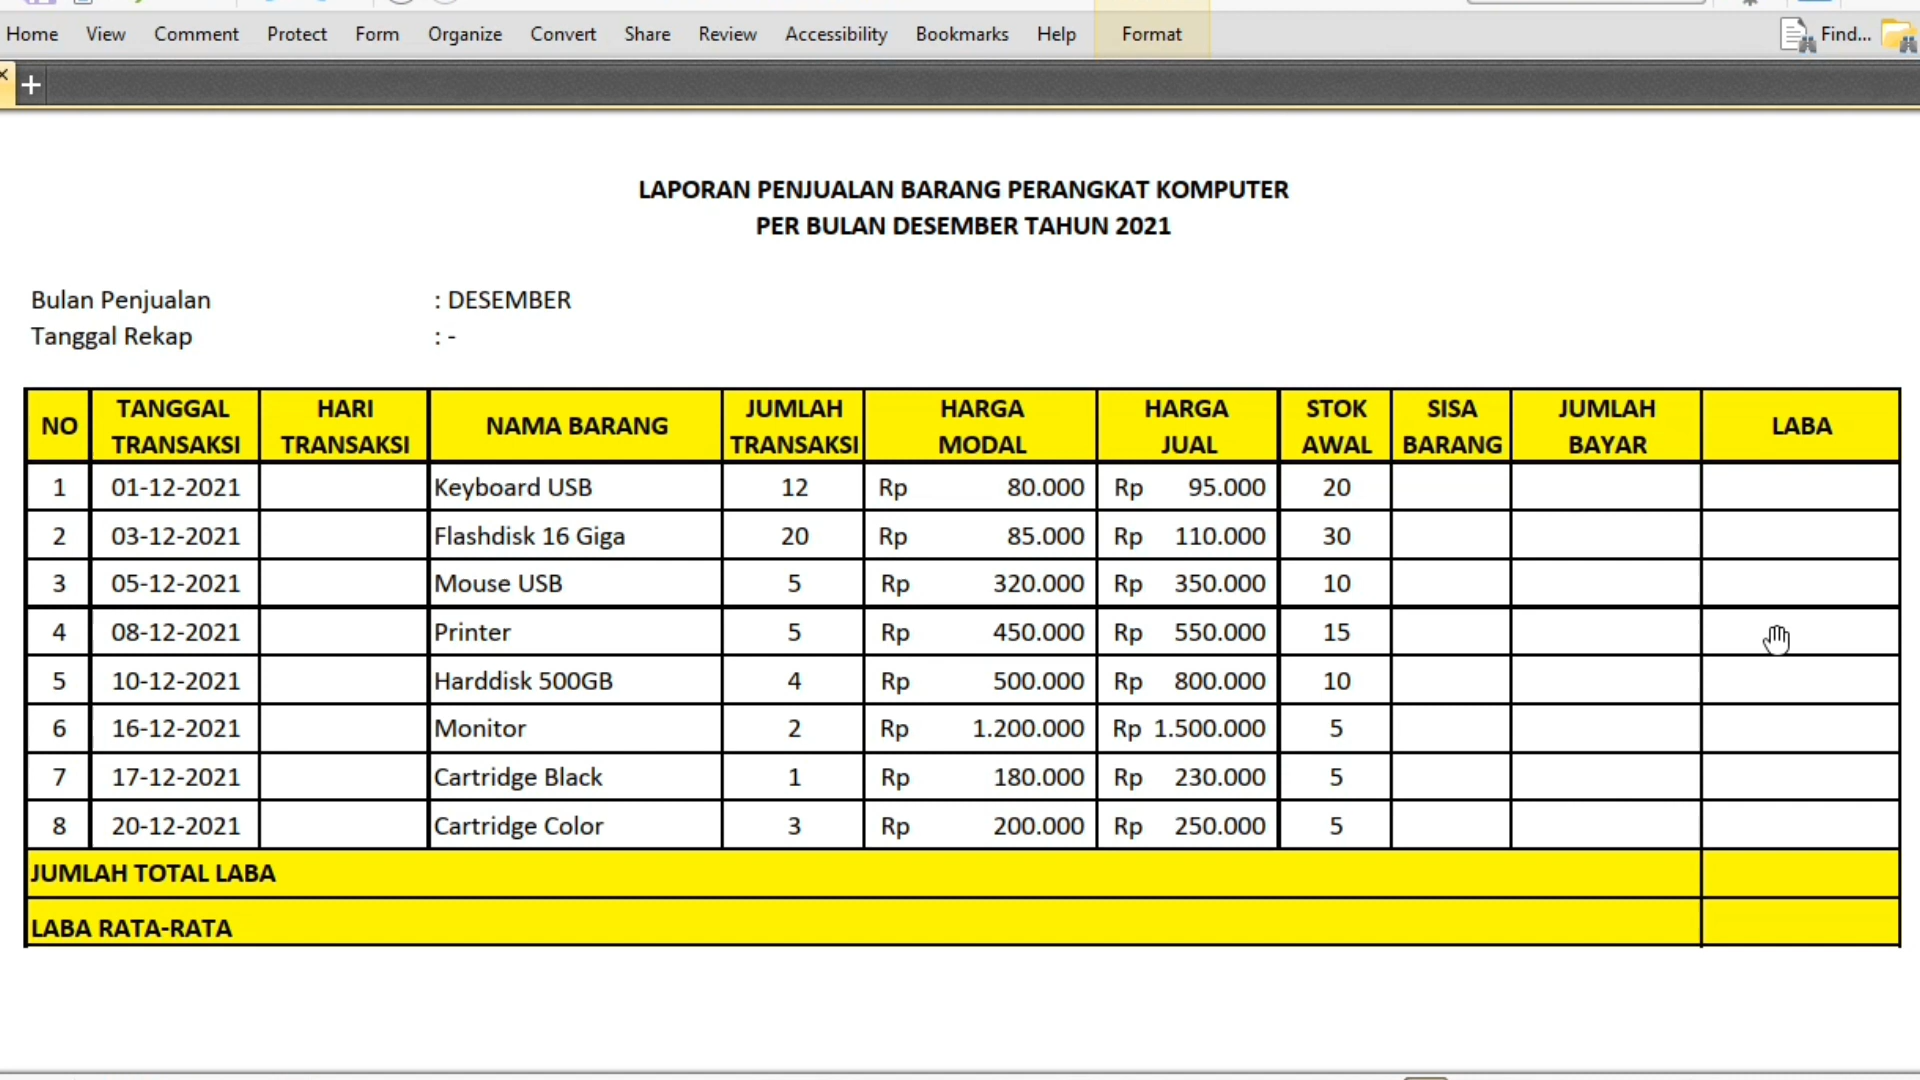 Home View Comment Protect Form Organize Convert Share Review Accessibility Bookmarks Help Format Find...
LAPORAN PENJUALAN BARANG PERANGKAT KOMPUTER
PER BULAN DESEMBER TAHUN 2021
Bulan Penjualan : DESEMBER
Tanggal Rekap : -
NO TANGGAL TRANSAKSI HARI TRANSAKSI NAMA BARANG JUMLAH TRANSAKSI HARGA MODAL HARGA JUAL STOK AWAL SISA BARANG JUMLAH BAYAR LABA
1 01-12-2021 Keyboard USB 12 Rp 80.000 Rp 95.000 20
2 03-12-2021 Flashdisk 16 Giga 20 Rp 85.000 Rp 110.000 30
3 05-12-2021 Mouse USB 5 Rp 320.000 Rp 350.000 10
4 08-12-2021 Printer 5 Rp 450.000 Rp 550.000 15
5 10-12-2021 Harddisk 500GB 4 Rp 500.000 Rp 800.000 10
6 16-12-2021 Monitor 2 Rp 1.200.000 Rp 1.500.000 5
7 17-12-2021 Cartridge Black 1 Rp 180.000 Rp 230.000 5
8 20-12-2021 Cartridge Color 3 Rp 200.000 Rp 250.000 5
JUMLAH TOTAL LABA
LABA RATA-RATA